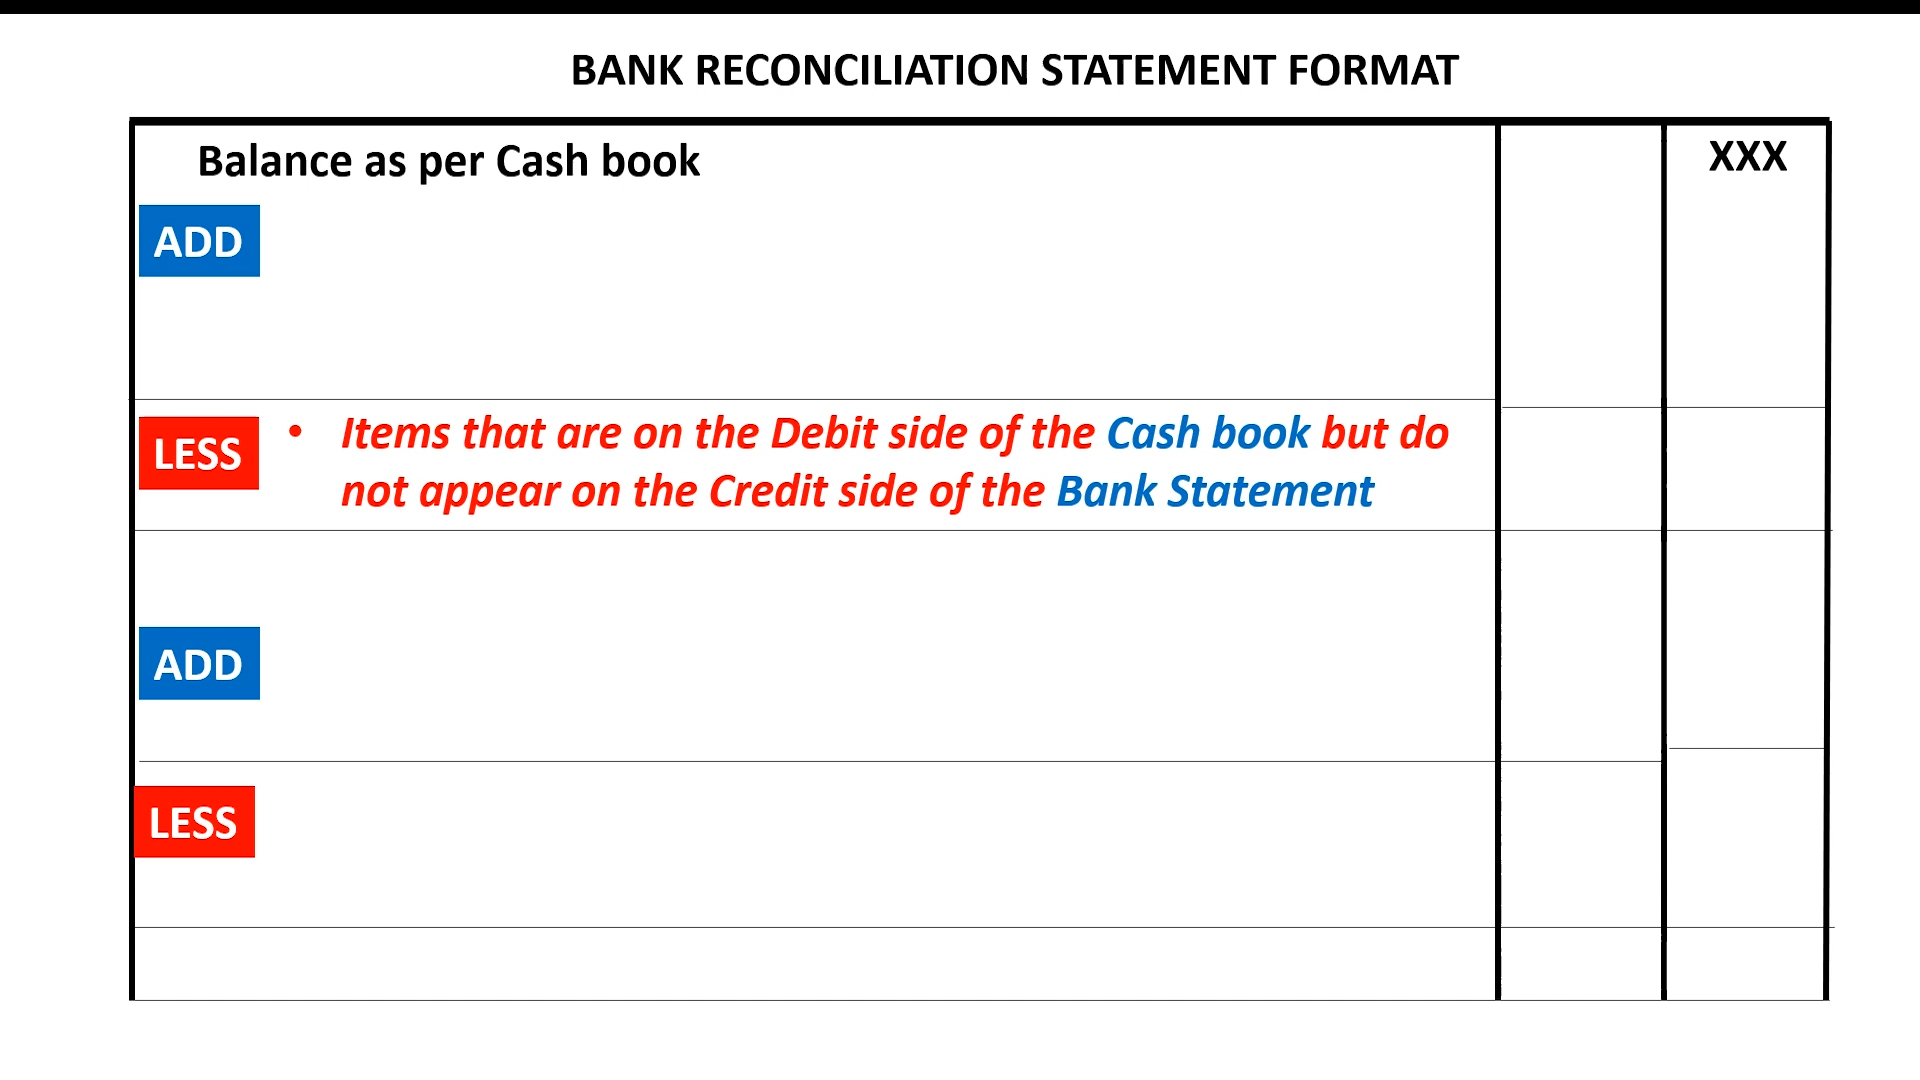 BANK RECONCILIATION STATEMENT FORMAT
Balance as per Cash book XXX
ADD
LESS • Items that are on the Debit side of the Cash book but do
not appear on the Credit side of the Bank Statement
ADD
LESS